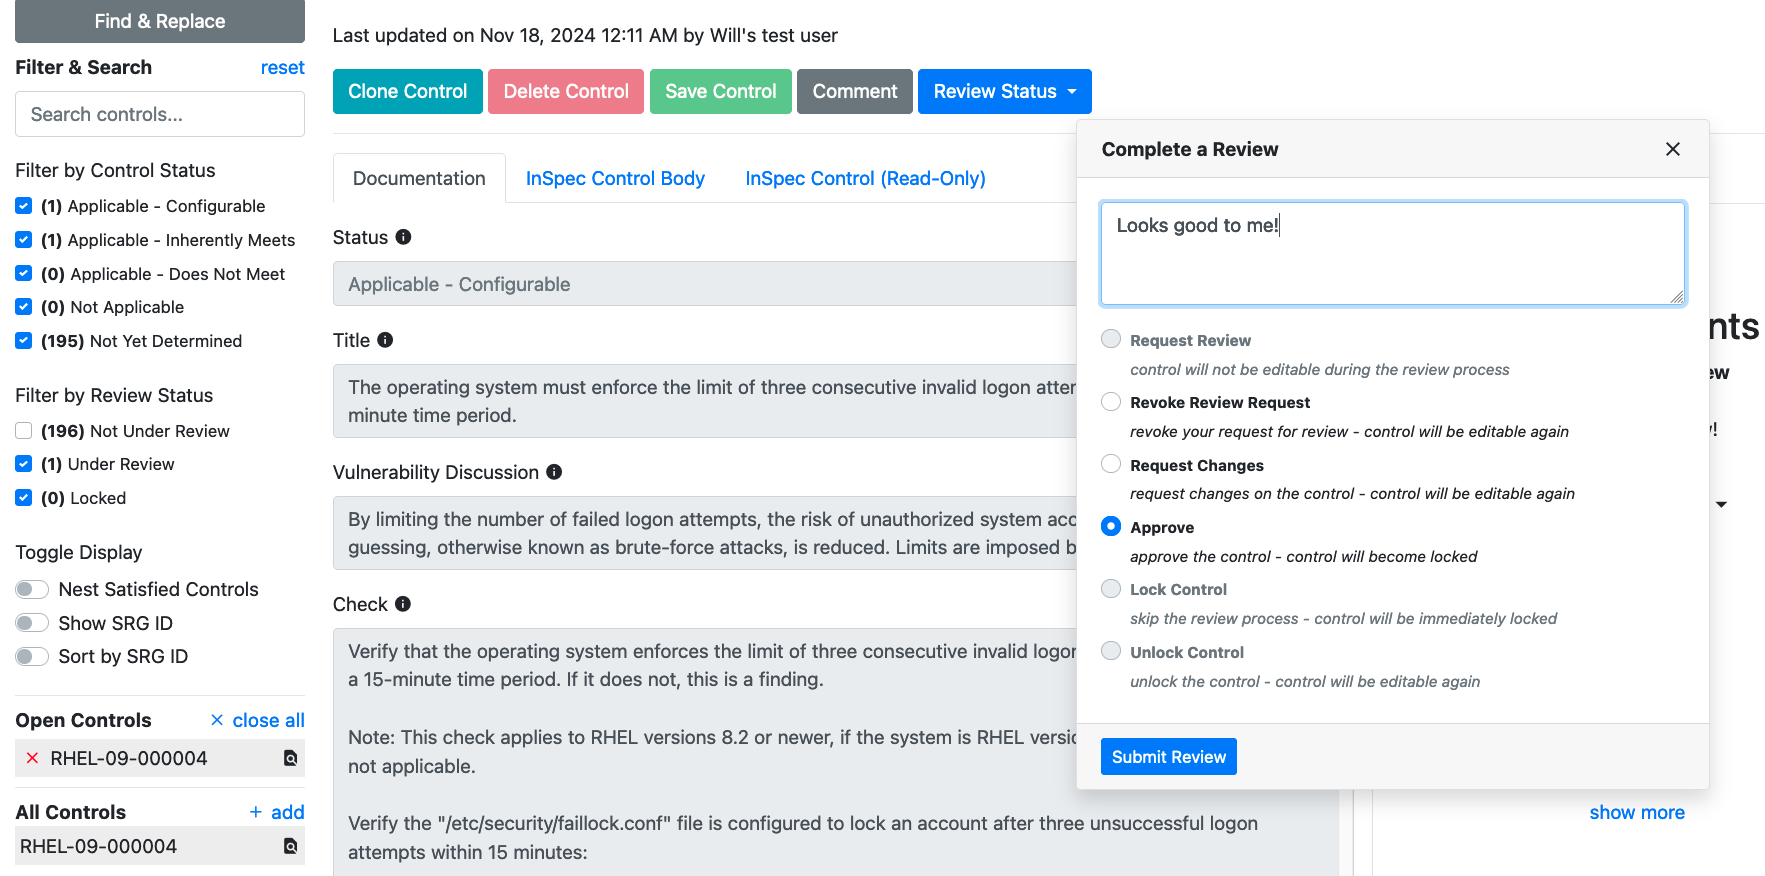 Find & Replace
Filter & Search reset
Search controls...
Filter by Control Status
(1) Applicable - Configurable
(1) Applicable - Inherently Meets
(0) Applicable - Does Not Meet
(0) Not Applicable
(195) Not Yet Determined
Filter by Review Status
(196) Not Under Review
(1) Under Review
(0) Locked
Toggle Display
Nest Satisfied Controls
Show SRG ID
Sort by SRG ID
Open Controls × close all
× RHEL-09-000004
All Controls + add
RHEL-09-000004
Last updated on Nov 18, 2024 12:11 AM by Will's test user
Clone Control Delete Control Save Control Comment Review Status
Documentation InSpec Control Body InSpec Control (Read-Only)
Status
Applicable - Configurable
Title
The operating system must enforce the limit of three consecutive invalid logon
minute time period.
Vulnerability Discussion
By limiting the number of failed logon attempts, the risk of unauthorized system
guessing, otherwise known as brute-force attacks, is reduced. Limits are imposed
Check
Verify that the operating system enforces the limit of three consecutive invalid
a 15-minute time period. If it does not, this is a finding.
Note: This check applies to RHEL versions 8.2 or newer, if the system is RHEL
not applicable.
Verify the "/etc/security/faillock.conf" file is configured to lock an account after three unsuccessful logon
attempts within 15 minutes:
Complete a Review ×
Looks good to me!
Request Review
control will not be editable during the review process
Revoke Review Request
revoke your request for review - control will be editable again
Request Changes
request changes on the control - control will be editable again
Approve
approve the control - control will become locked
Lock Control
skip the review process - control will be immediately locked
Unlock Control
unlock the control - control will be editable again
Submit Review
show more